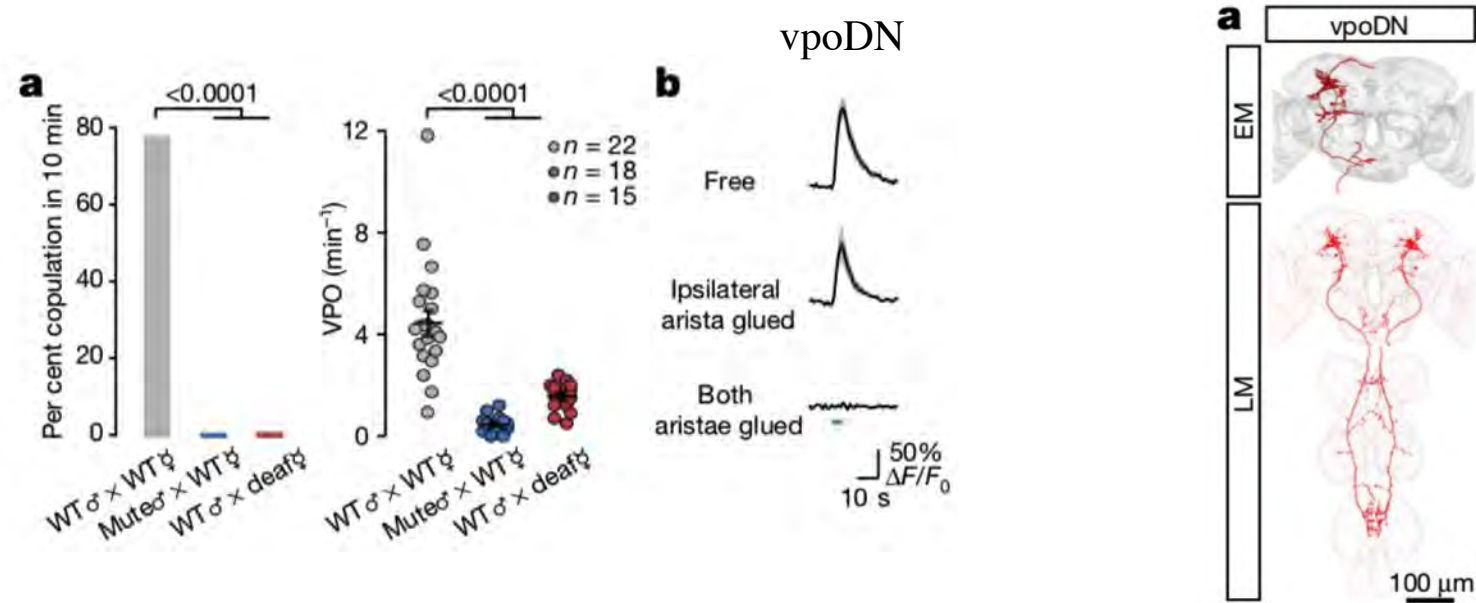 vpoDN
a
<0.0001
Per cent copulation in 10 min
80
60
40
20
0
WT♂ × WT☿
Mute♂ × WT☿
WT♂ × deaf☿
<0.0001
n = 22
n = 18
n = 15
VPO (min⁻¹)
12
8
4
0
WT♂ × WT☿
Mute♂ × WT☿
WT♂ × deaf☿
b
Free
Ipsilateral
arista glued
Both
aristae glued
50%
ΔF/F₀
10 s
a
vpoDN
EM
LM
100 µm